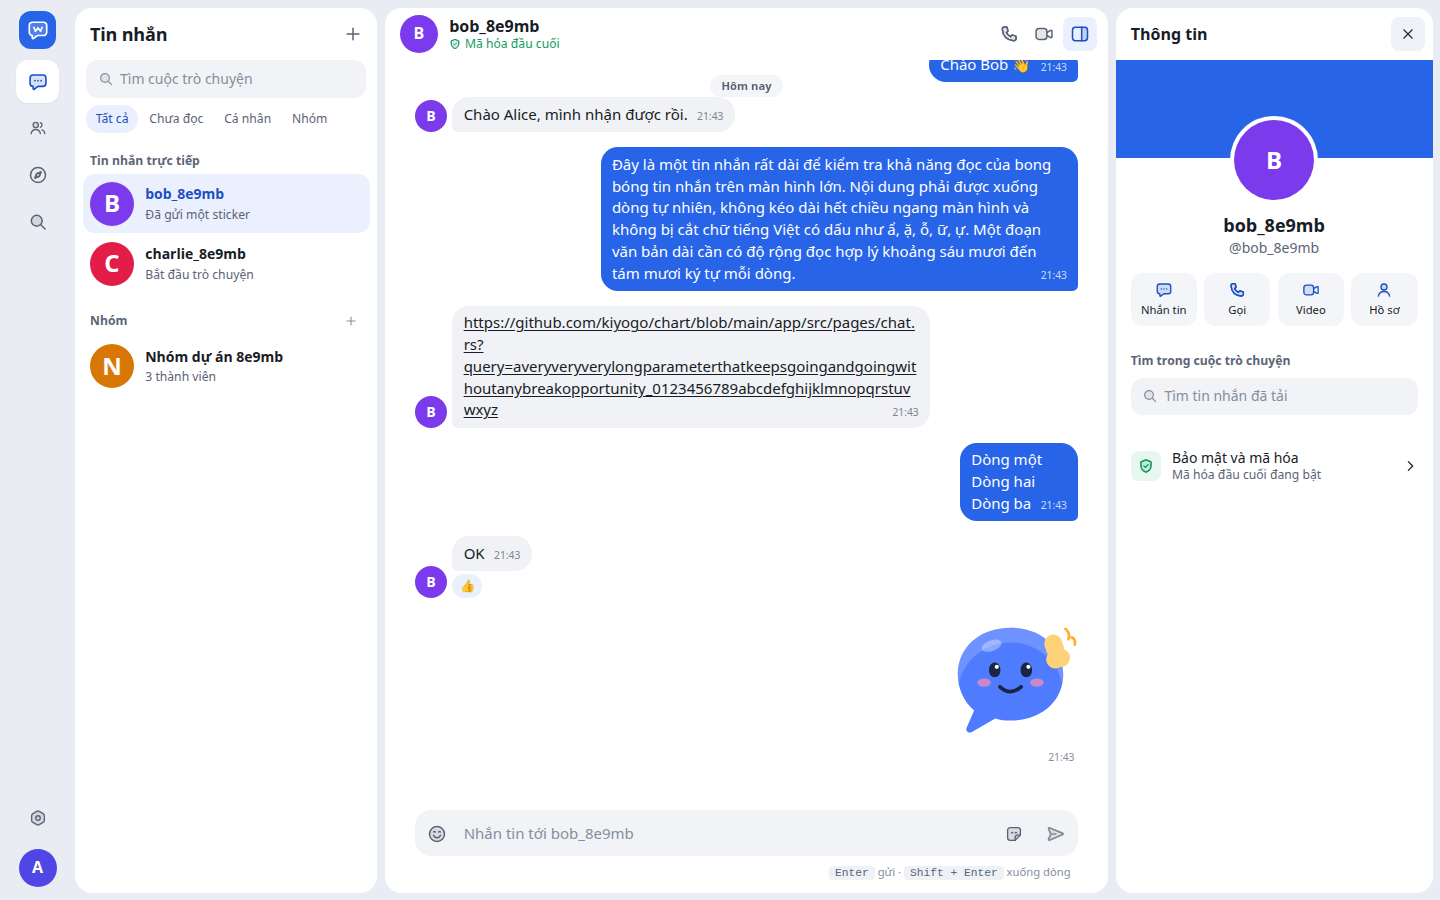 Tin nhắn
Tìm cuộc trò chuyện
Tất cả
Chưa đọc
Cá nhân
Nhóm
Tin nhắn trực tiếp
B
bob_8e9mb
Đã gửi một sticker
C
charlie_8e9mb
Bắt đầu trò chuyện
Nhóm
N
Nhóm dự án 8e9mb
3 thành viên
A
B
bob_8e9mb
Mã hóa đầu cuối
Chào Bob 👋 21:43
Hôm nay
B
Chào Alice, mình nhận được rồi. 21:43
Đây là một tin nhắn rất dài để kiểm tra khả năng đọc của bong
bóng tin nhắn trên màn hình lớn. Nội dung phải được xuống
dòng tự nhiên, không kéo dài hết chiều ngang màn hình và
không bị cắt chữ tiếng Việt có dấu như ẩ, ặ, ỗ, ữ, ự. Một đoạn
văn bản dài cần có độ rộng đọc hợp lý khoảng sáu mươi đến
tám mươi ký tự mỗi dòng. 21:43
https://github.com/kiyogo/chart/blob/main/app/src/pages/chat.
rs?
query=averyveryverylongparameterthatkeepsgoingandgoingwit
houtanybreakopportunity_0123456789abcdefghijklmnopqrstuv
wxyz 21:43
B
Dòng một
Dòng hai
Dòng ba 21:43
OK 21:43
B
👍
21:43
Nhắn tin tới bob_8e9mb
Enter gửi · Shift + Enter xuống dòng
Thông tin
B
bob_8e9mb
@bob_8e9mb
Nhắn tin
Gọi
Video
Hồ sơ
Tìm trong cuộc trò chuyện
Tìm tin nhắn đã tải
Bảo mật và mã hóa
Mã hóa đầu cuối đang bật